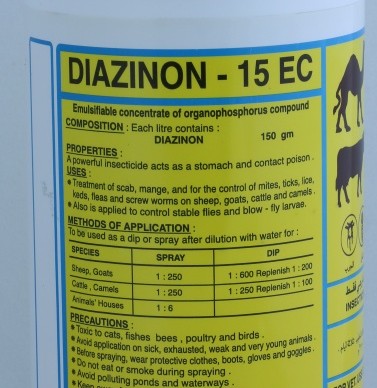 DIAZINON - 15 EC
Emulsifiable concentrate of organophosphorus compound
COMPOSITION : Each litre contains :
DIAZINON 150 gm
PROPERTIES :
A powerful insecticide acts as a stomach and contact poison .
USES :
• Treatment of scab, mange, and for the control of mites, ticks, lice,
keds, fleas and screw worms on sheep, goats, cattle and camels .
• Also is applied to control stable flies and blow - fly larvae.
METHODS OF APPLICATION :
To be used as a dip or spray after dilution with water for :
SPECIES SPRAY DIP
Sheep, Goats 1 : 250 1 : 600 Replenish 1 : 200
Cattle , Camels 1 : 250 1 : 250 Replenish 1 : 100
Animals' Houses 1 : 6
PRECAUTIONS :
• Toxic to cats, fishes bees , poultry and birds .
• Avoid application on sick, exhausted, weak and very young animals .
• Before spraying, wear protective clothes, boots, gloves and goggles .
• Do not eat or smoke during spraying .
• Avoid polluting ponds and waterways .
INSEC